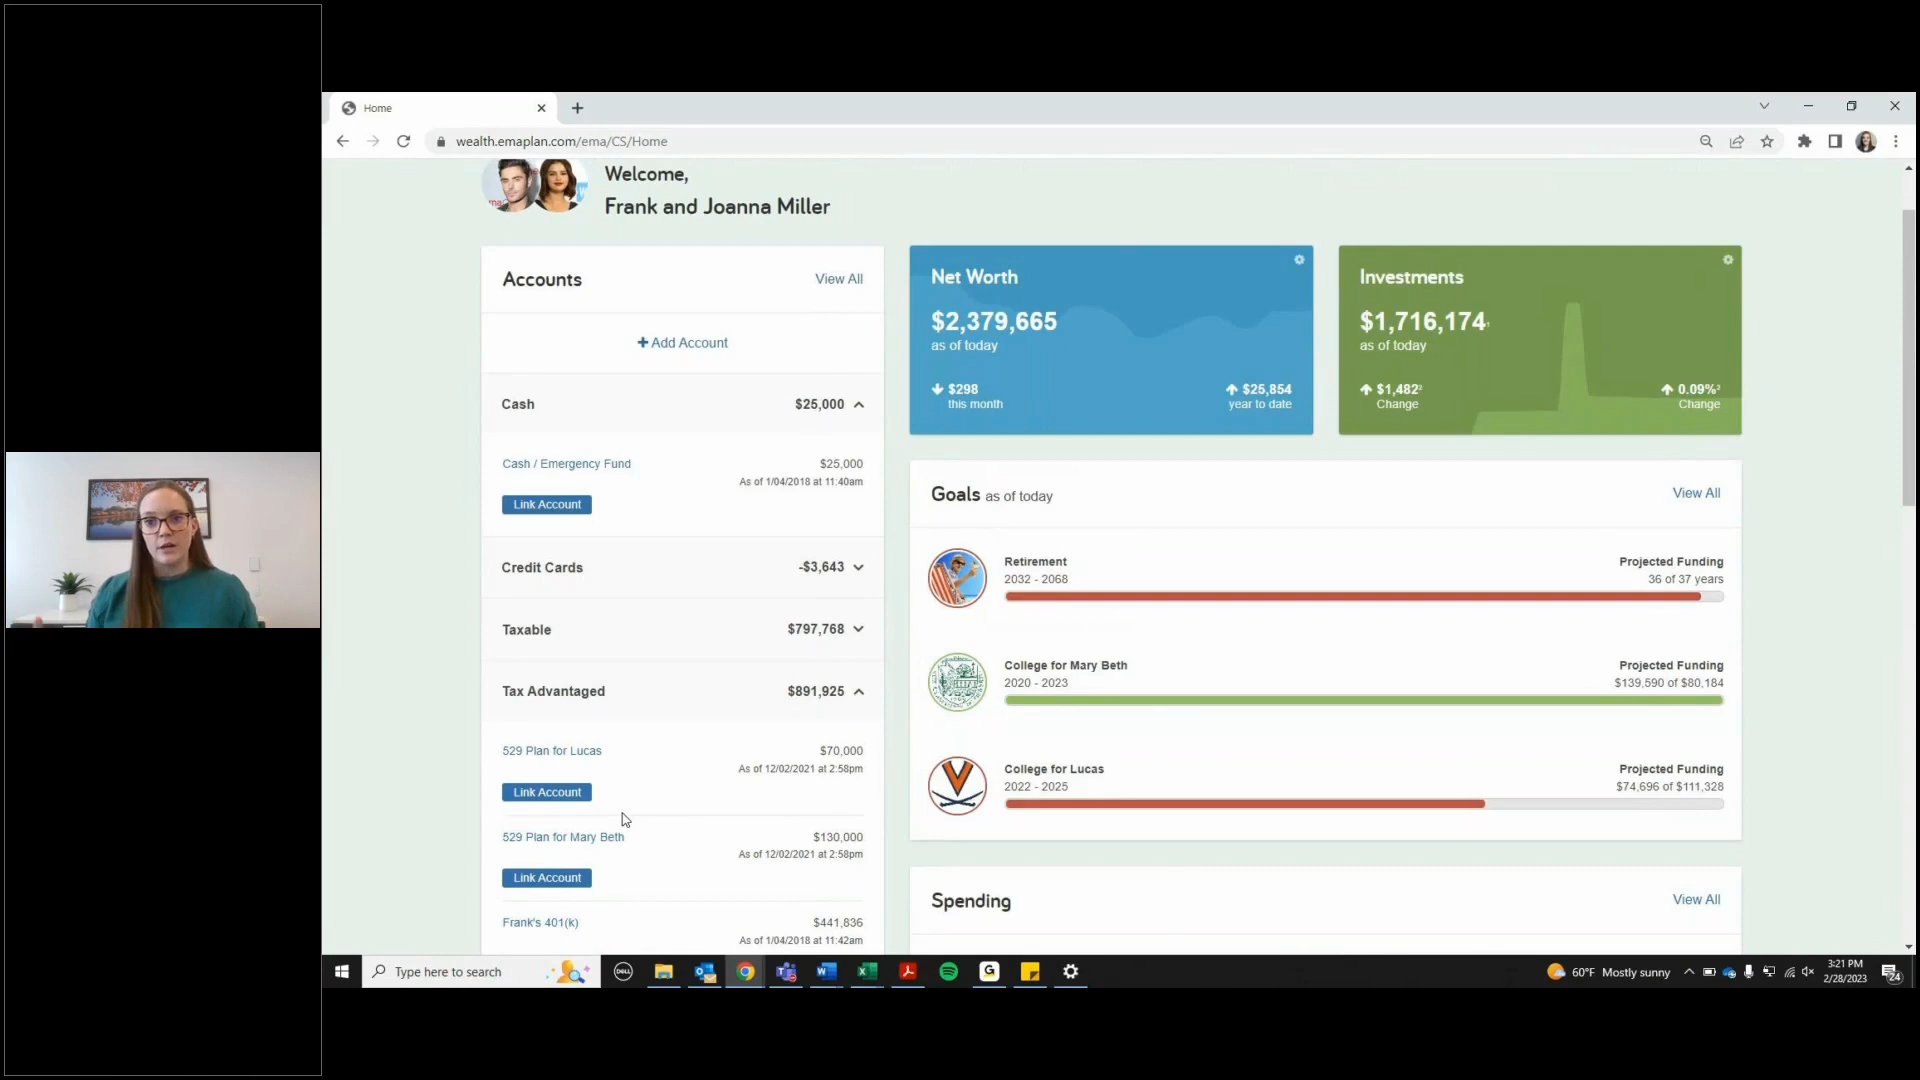 Home
wealth.emaplan.com/ema/CS/Home
Welcome,
Frank and Joanna Miller
Accounts
View All
+ Add Account
Cash
$25,000
Cash / Emergency Fund
$25,000
As of 1/04/2018 at 11:40am
Link Account
Credit Cards
-$3,643
Taxable
$797,768
Tax Advantaged
$891,925
529 Plan for Lucas
$70,000
As of 12/02/2021 at 2:58pm
Link Account
529 Plan for Mary Beth
$130,000
As of 12/02/2021 at 2:58pm
Link Account
Frank's 401(k)
$441,836
As of 1/04/2018 at 11:42am
Net Worth
$2,379,665
as of today
$298
this month
$25,854
year to date
Investments
$1,716,174
as of today
$1,482
Change
0.09%
Change
Goals as of today
View All
Retirement
2032 - 2068
Projected Funding
36 of 37 years
College for Mary Beth
2020 - 2023
Projected Funding
$139,590 of $80,184
College for Lucas
2022 - 2025
Projected Funding
$74,696 of $111,328
Spending
View All
Type here to search
DELL
G
60°F Mostly sunny
3:21 PM
2/28/2023
24